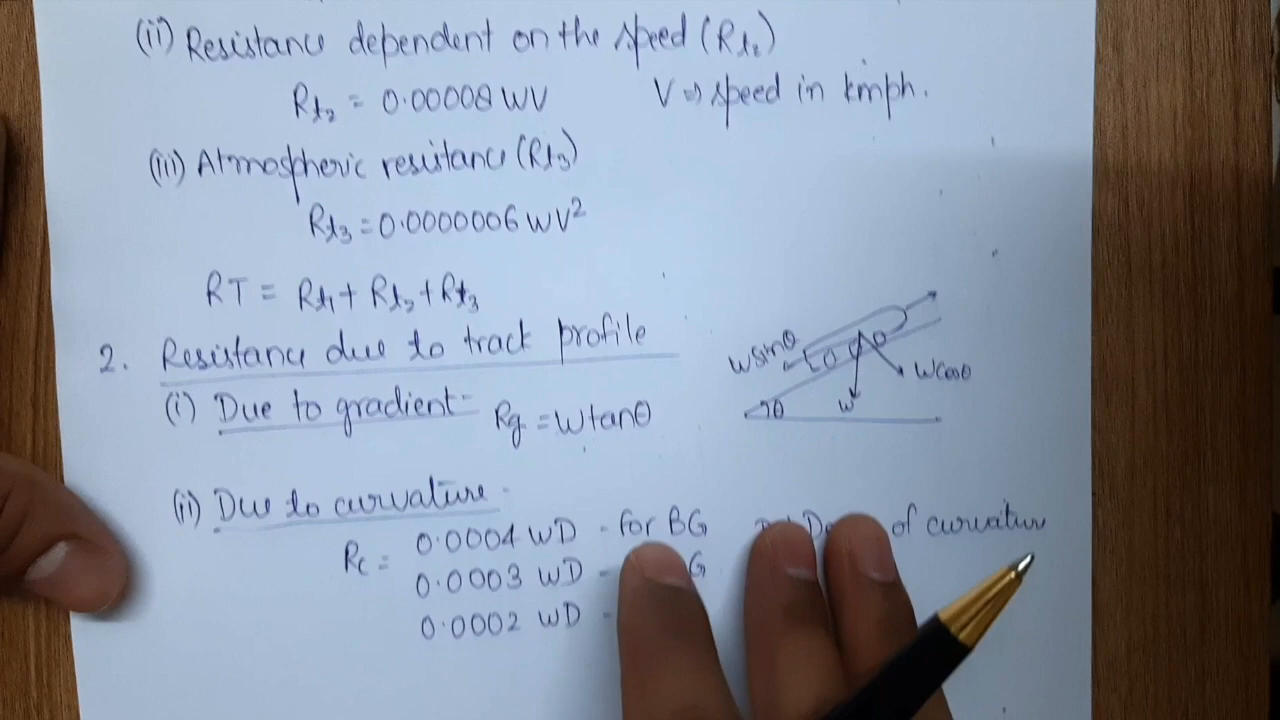 (ii) Resistance dependent on the speed (Rt₂)
Rt₂ = 0.00008 WV V ⇒ speed in kmph.
(iii) Atmospheric resistance (Rt₃)
Rt₃ = 0.0000006 WV²
RT = Rt₁ + Rt₂ + Rt₃
2. Resistance due to track profile
(i) Due to gradient - Rg = Wtanθ
Wsinθ
Wcosθ
W
θ
(ii) Due to curvature -
Rc = 0.0004 WD - for BG of curvature
0.0003 WD - G
0.0002 WD -